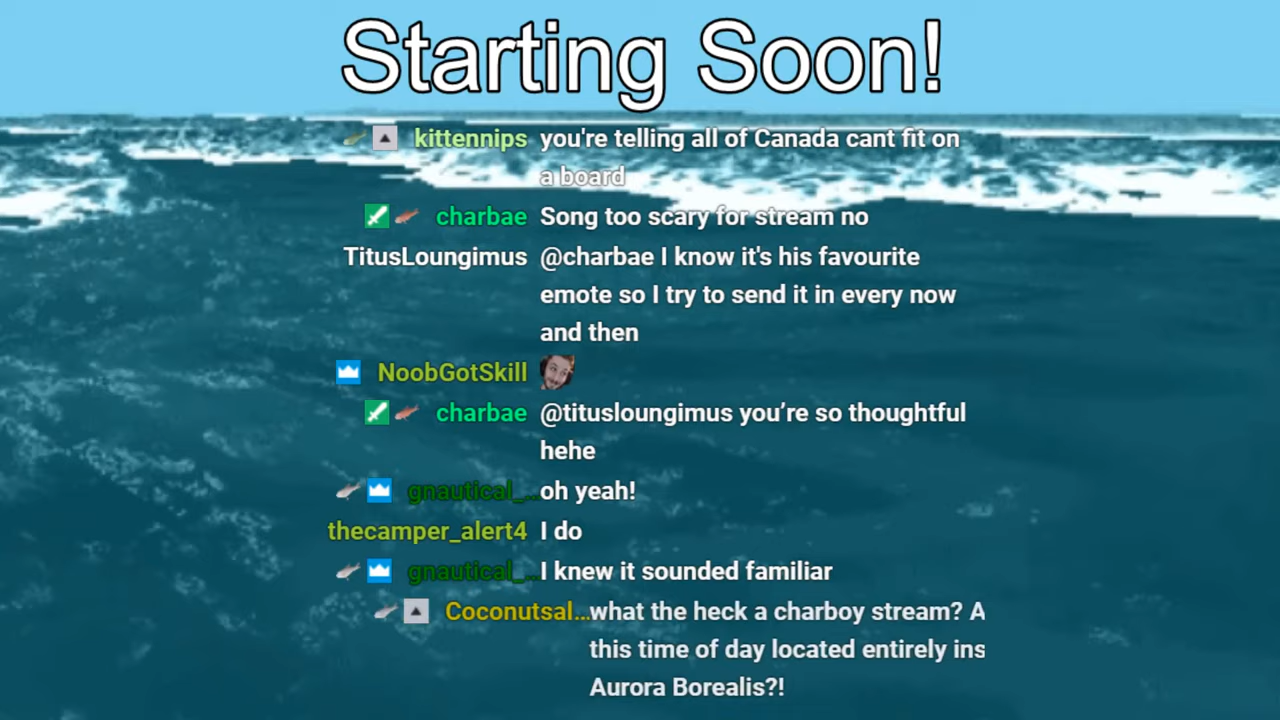 Starting Soon!
kittennips you're telling all of Canada cant fit on
a board
charbae Song too scary for stream no
TitusLoungimus @charbae I know it's his favourite
emote so I try to send it in every now
and then
NoobGotSkill
charbae @titusloungimus you’re so thoughtful
hehe
gnautical_... oh yeah!
thecamper_alert4 I do
gnautical_... I knew it sounded familiar
Coconutsal... what the heck a charboy stream? A
this time of day located entirely ins
Aurora Borealis?!